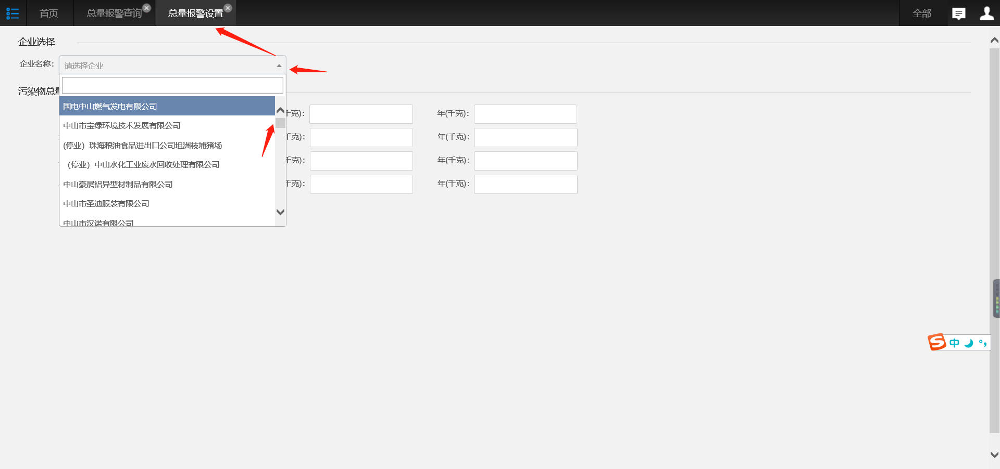 首页
总量报警查询
总量报警设置
全部
企业选择
企业名称:
请选择企业
污染物总量
国电中山燃气发电有限公司
中山市宝绿环境技术发展有限公司
(停业）珠海粮油食品进出口公司坦洲枝埔猪场
（停业）中山水化工业废水回收处理有限公司
中山豪展铝异型材制品有限公司
中山市圣迪服装有限公司
中山市汉诺有限公司
千克):
年(千克):
千克):
年(千克):
千克):
年(千克):
千克):
年(千克):
S中